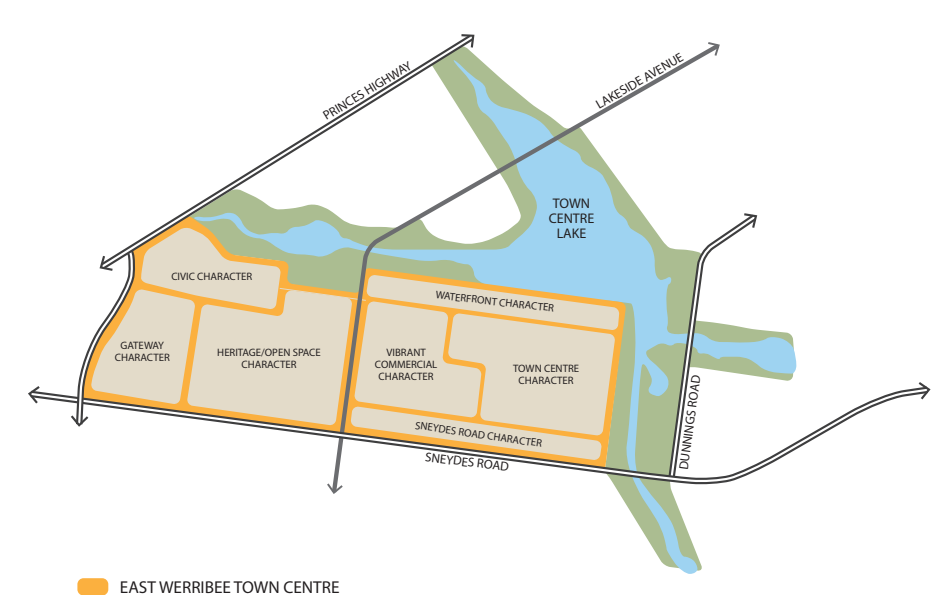 PRINCES HIGHWAY
LAKESIDE AVENUE
TOWN
CENTRE
LAKE
CIVIC CHARACTER
WATERFRONT CHARACTER
GATEWAY
CHARACTER
HERITAGE/OPEN SPACE
CHARACTER
VIBRANT
COMMERCIAL
CHARACTER
TOWN CENTRE
CHARACTER
SNEYDES ROAD CHARACTER
SNEYDES ROAD
DUNNINGS ROAD
EAST WERRIBEE TOWN CENTRE